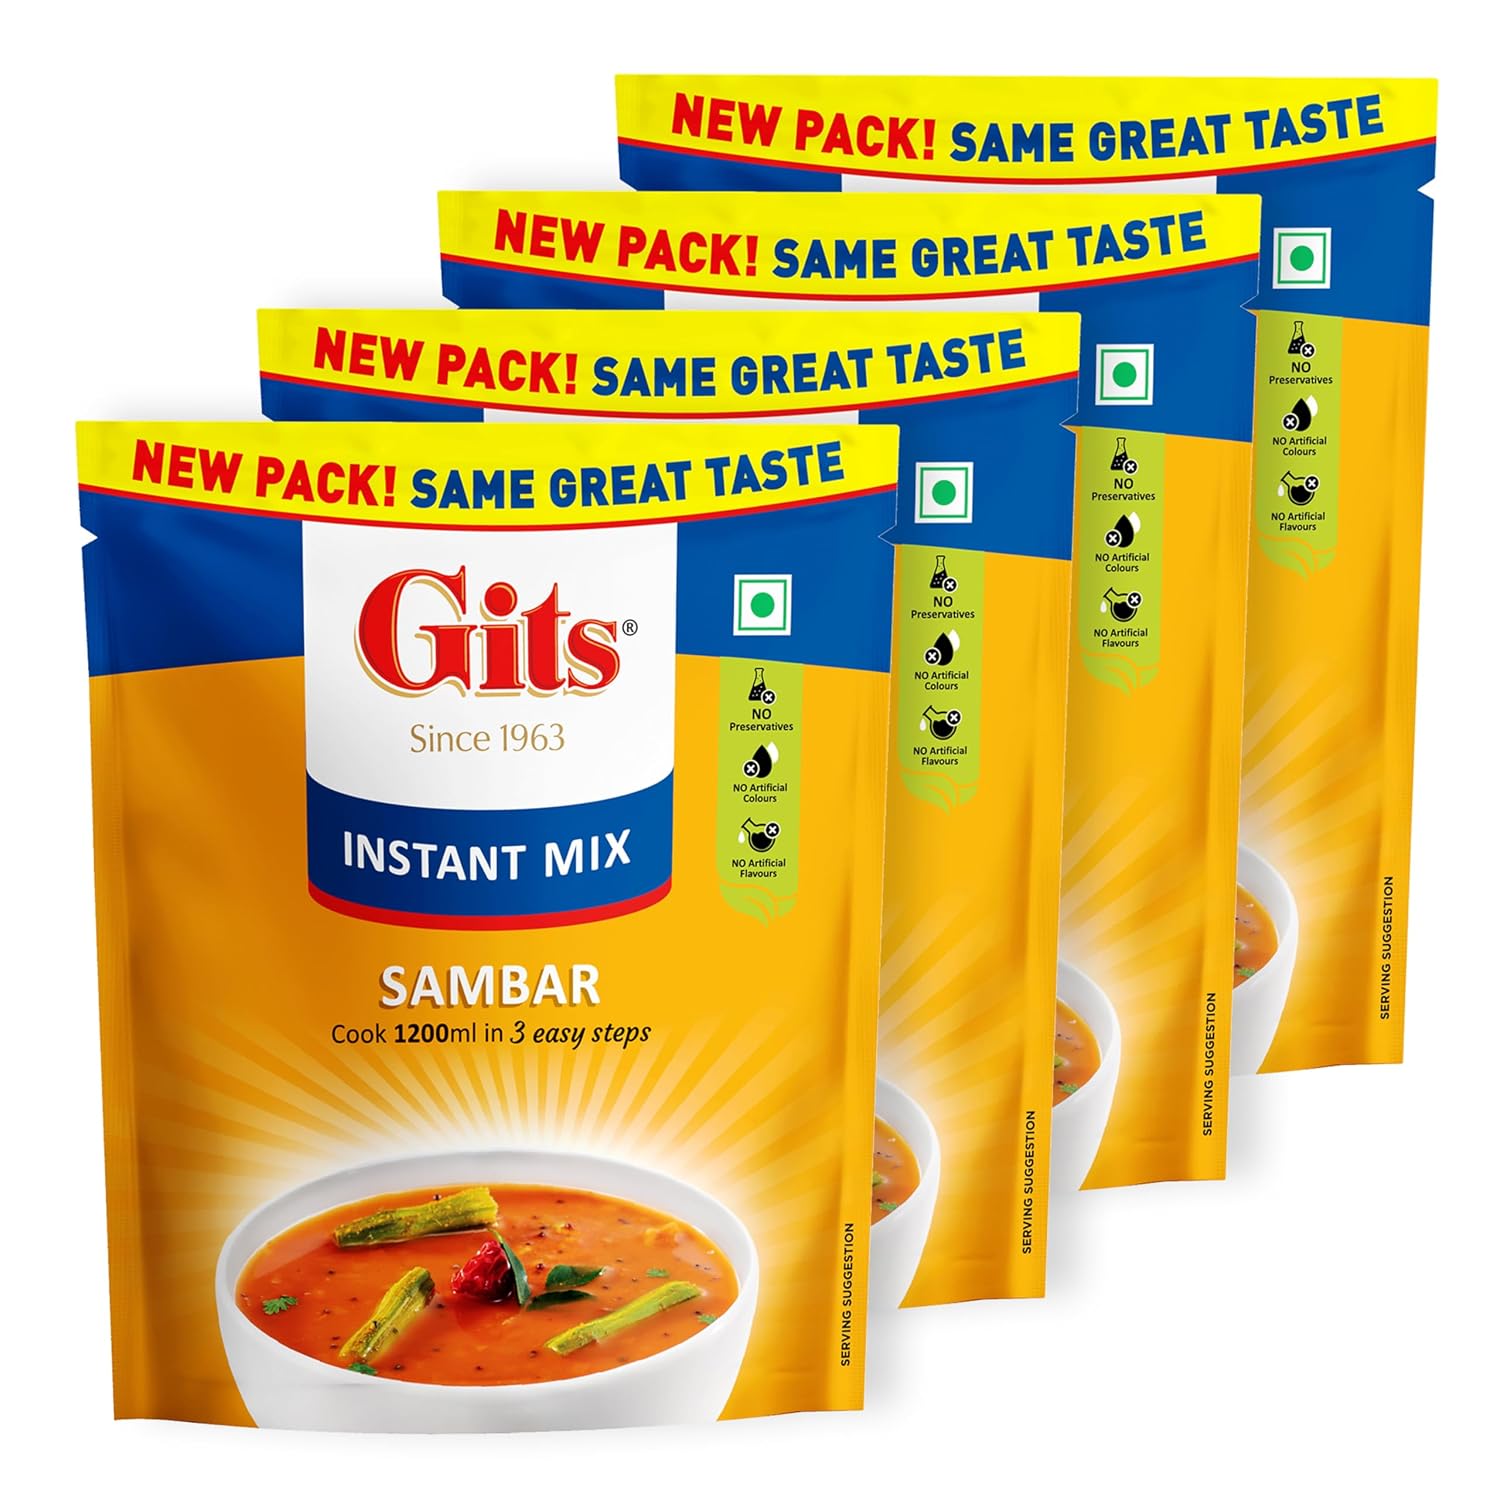 NEW PACK! SAME GREAT TASTE
NO
Preservatives
NO Artificial
Colours
NO Artificial
Flavours
SERVING SUGGESTION
NEW PACK! SAME GREAT TASTE
NO
Preservatives
NO Artificial
Colours
NO Artificial
Flavours
SERVING SUGGESTION
NEW PACK! SAME GREAT TASTE
NO
Preservatives
NO Artificial
Colours
NO Artificial
Flavours
SERVING SUGGESTION
NEW PACK! SAME GREAT TASTE
Gits®
Since 1963
INSTANT MIX
NO
Preservatives
NO Artificial
Colours
NO Artificial
Flavours
SAMBAR
Cook 1200ml in 3 easy steps
SERVING SUGGESTION